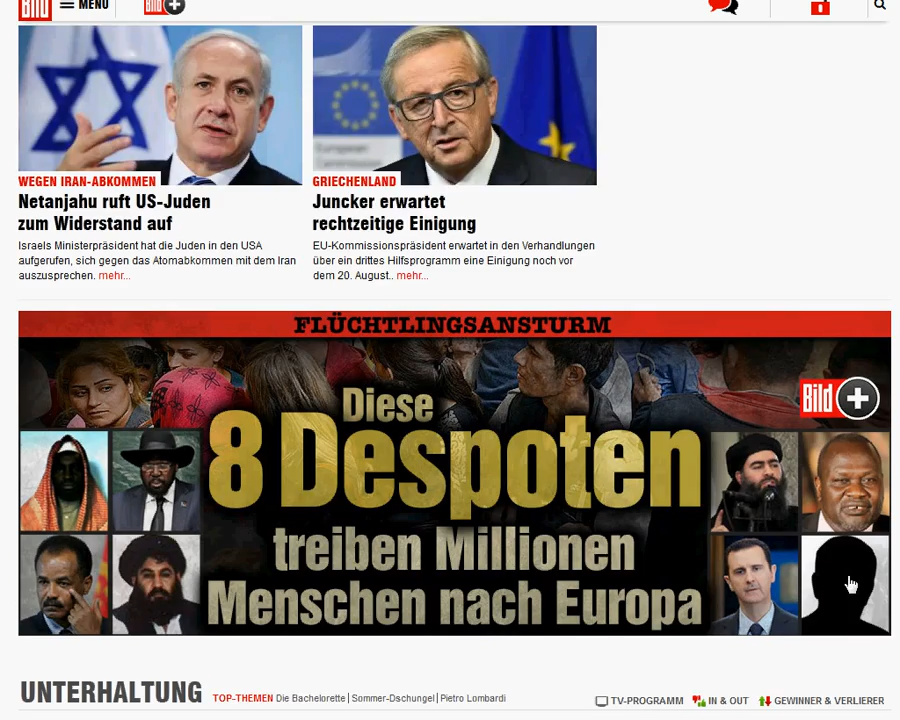 Bild
MENÜ
Bild
WEGEN IRAN-ABKOMMEN
Netanjahu ruft US-Juden
zum Widerstand auf
Israels Ministerpräsident hat die Juden in den USA
aufgerufen, sich gegen das Atomabkommen mit dem Iran
auszusprechen. mehr...
GRIECHENLAND
Juncker erwartet
rechtzeitige Einigung
EU-Kommissionspräsident erwartet in den Verhandlungen
über ein drittes Hilfsprogramm eine Einigung noch vor
dem 20. August.. mehr...
FLÜCHTLINGSANSTURM
Bild +
Diese
8 Despoten
treiben Millionen
Menschen nach Europa
UNTERHALTUNG TOP-THEMEN Die Bachelorette | Sommer-Dschungel | Pietro Lombardi TV-PROGRAMM IN & OUT GEWINNER & VERLIERER